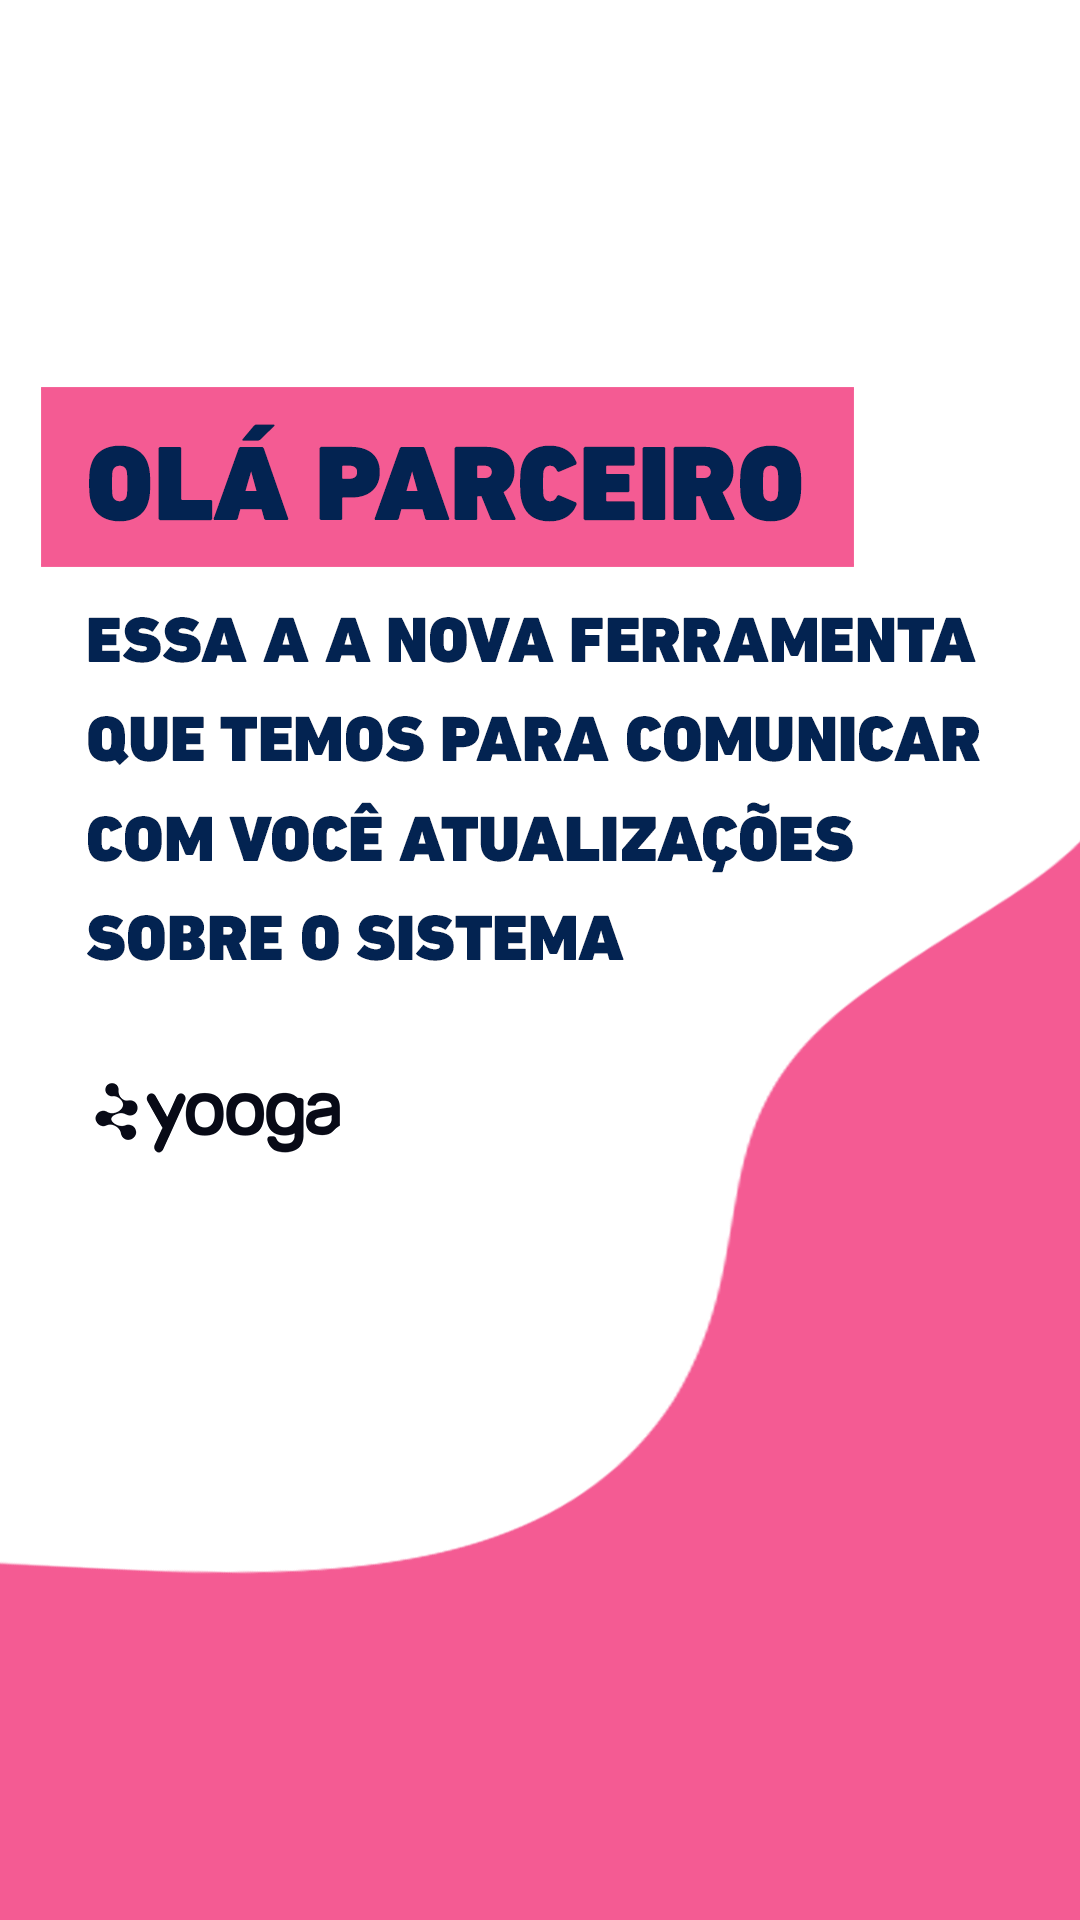 OLÁ PARCEIRO
ESSA A A NOVA FERRAMENTA
QUE TEMOS PARA COMUNICAR
COM VOCÊ ATUALIZAÇÕES
SOBRE O SISTEMA
yooga